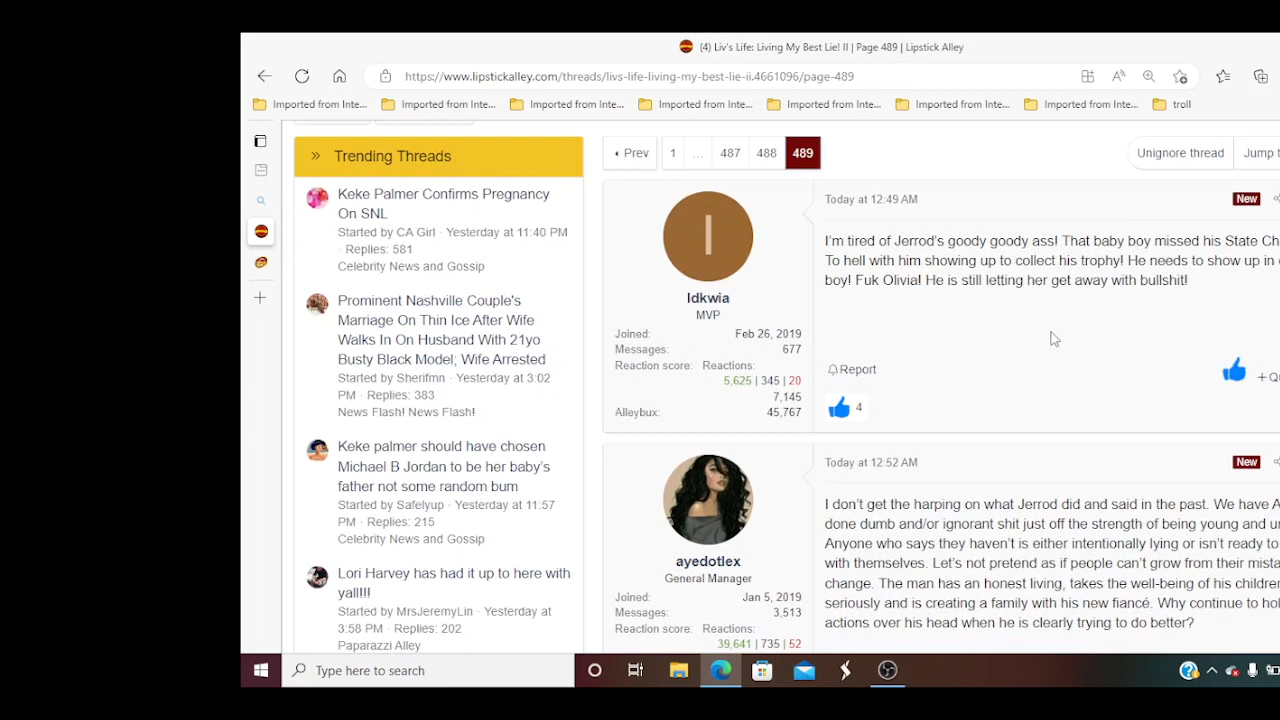 (4) Liv's Life: Living My Best Lie! II | Page 489 | Lipstick Alley
https://www.lipstickalley.com/threads/livs-life-living-my-best-lie-ii.4661096/page-489
Imported from Inte... Imported from Inte... Imported from Inte... Imported from Inte... Imported from Inte... Imported from Inte... Imported from Inte... troll
» Trending Threads
Keke Palmer Confirms Pregnancy
On SNL
Started by CA Girl · Yesterday at 11:40 PM
· Replies: 581
Celebrity News and Gossip
Prominent Nashville Couple's
Marriage On Thin Ice After Wife
Walks In On Husband With 21yo
Busty Black Model; Wife Arrested
Started by Sherifmn · Yesterday at 3:02
PM · Replies: 383
News Flash! News Flash!
Keke palmer should have chosen
Michael B Jordan to be her baby's
father not some random bum
Started by Safelyup · Yesterday at 11:57
PM · Replies: 215
Celebrity News and Gossip
Lori Harvey has had it up to here with
yall!!!
Started by MrsJeremyLin · Yesterday at
3:58 PM · Replies: 202
Paparazzi Alley
Prev 1 ... 487 488 489
Unignore thread Jump t
I
Idkwia
MVP
Joined: Feb 26, 2019
Messages: 677
Reaction score: Reactions:
5,625 | 345 | 20
7,145
Alleybux: 45,767
Today at 12:49 AM
New
I'm tired of Jerrod's goody goody ass! That baby boy missed his State Ch
To hell with him showing up to collect his trophy! He needs to show up in
boy! Fuk Olivia! He is still letting her get away with bullshit!
Report
+ Qu
4
ayedotlex
General Manager
Joined: Jan 5, 2019
Messages: 3,513
Reaction score: Reactions:
39,641 | 735 | 52
Today at 12:52 AM
New
I don't get the harping on what Jerrod did and said in the past. We have A
done dumb and/or ignorant shit just off the strength of being young and u
Anyone who says they haven't is either intentionally lying or isn't ready to
with themselves. Let's not pretend as if people can't grow from their mista
change. The man has an honest living, takes the well-being of his children
seriously and is creating a family with his new fiancé. Why continue to hol
actions over his head when he is clearly trying to do better?
Type here to search